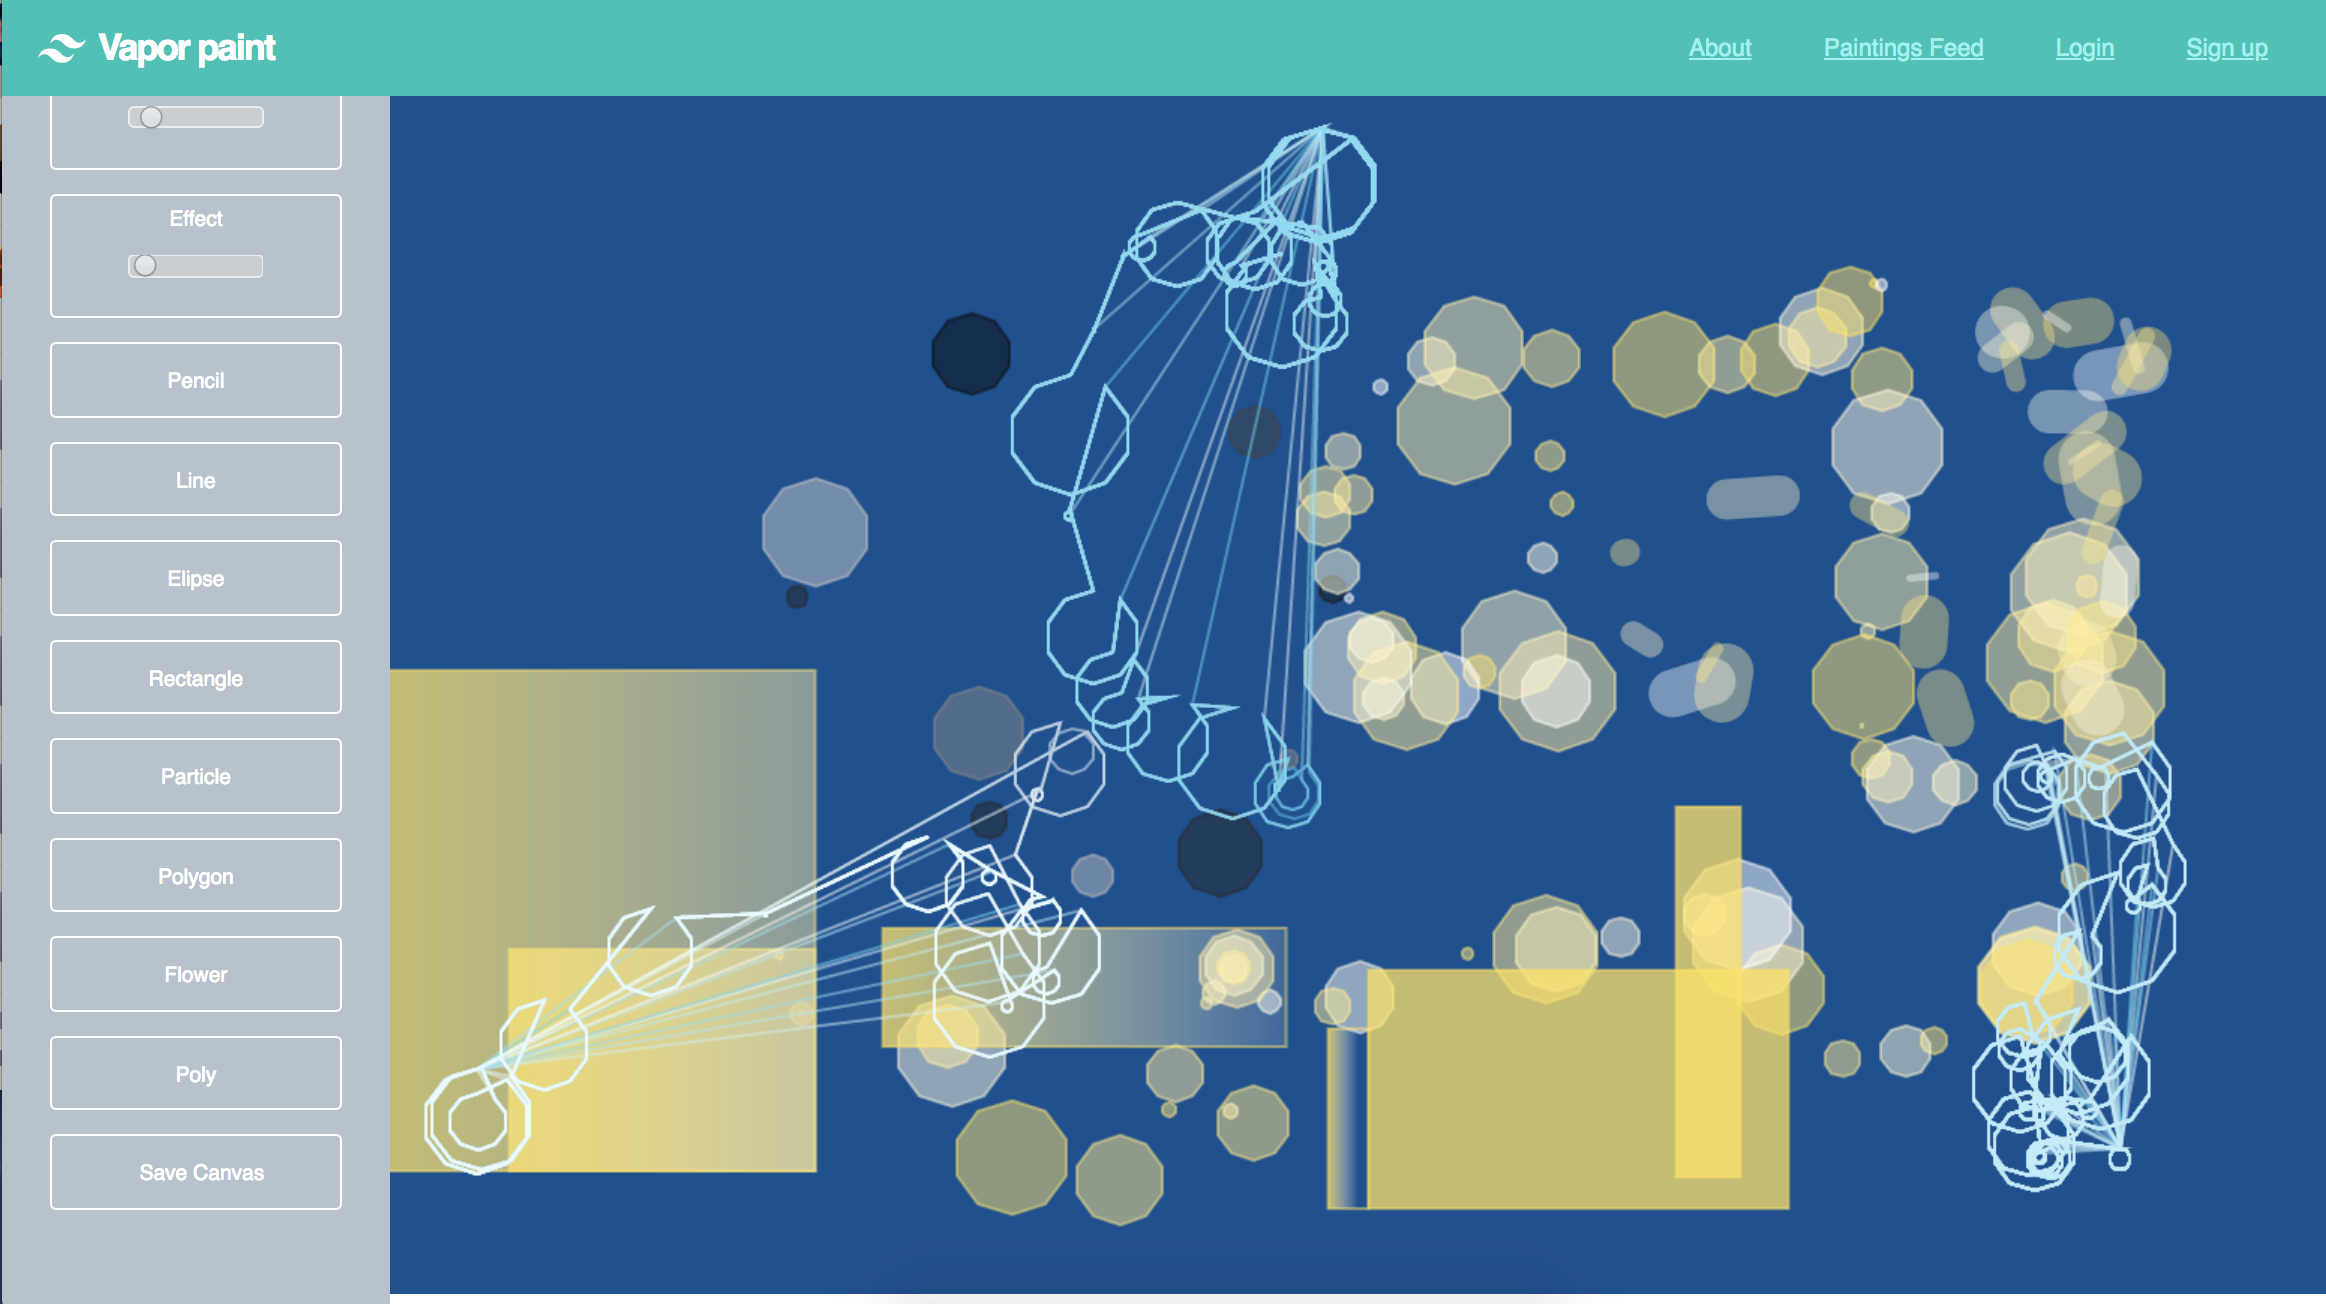 Vapor paint
About
Paintings Feed
Login
Sign up
Effect
Pencil
Line
Elipse
Rectangle
Particle
Polygon
Flower
Poly
Save Canvas